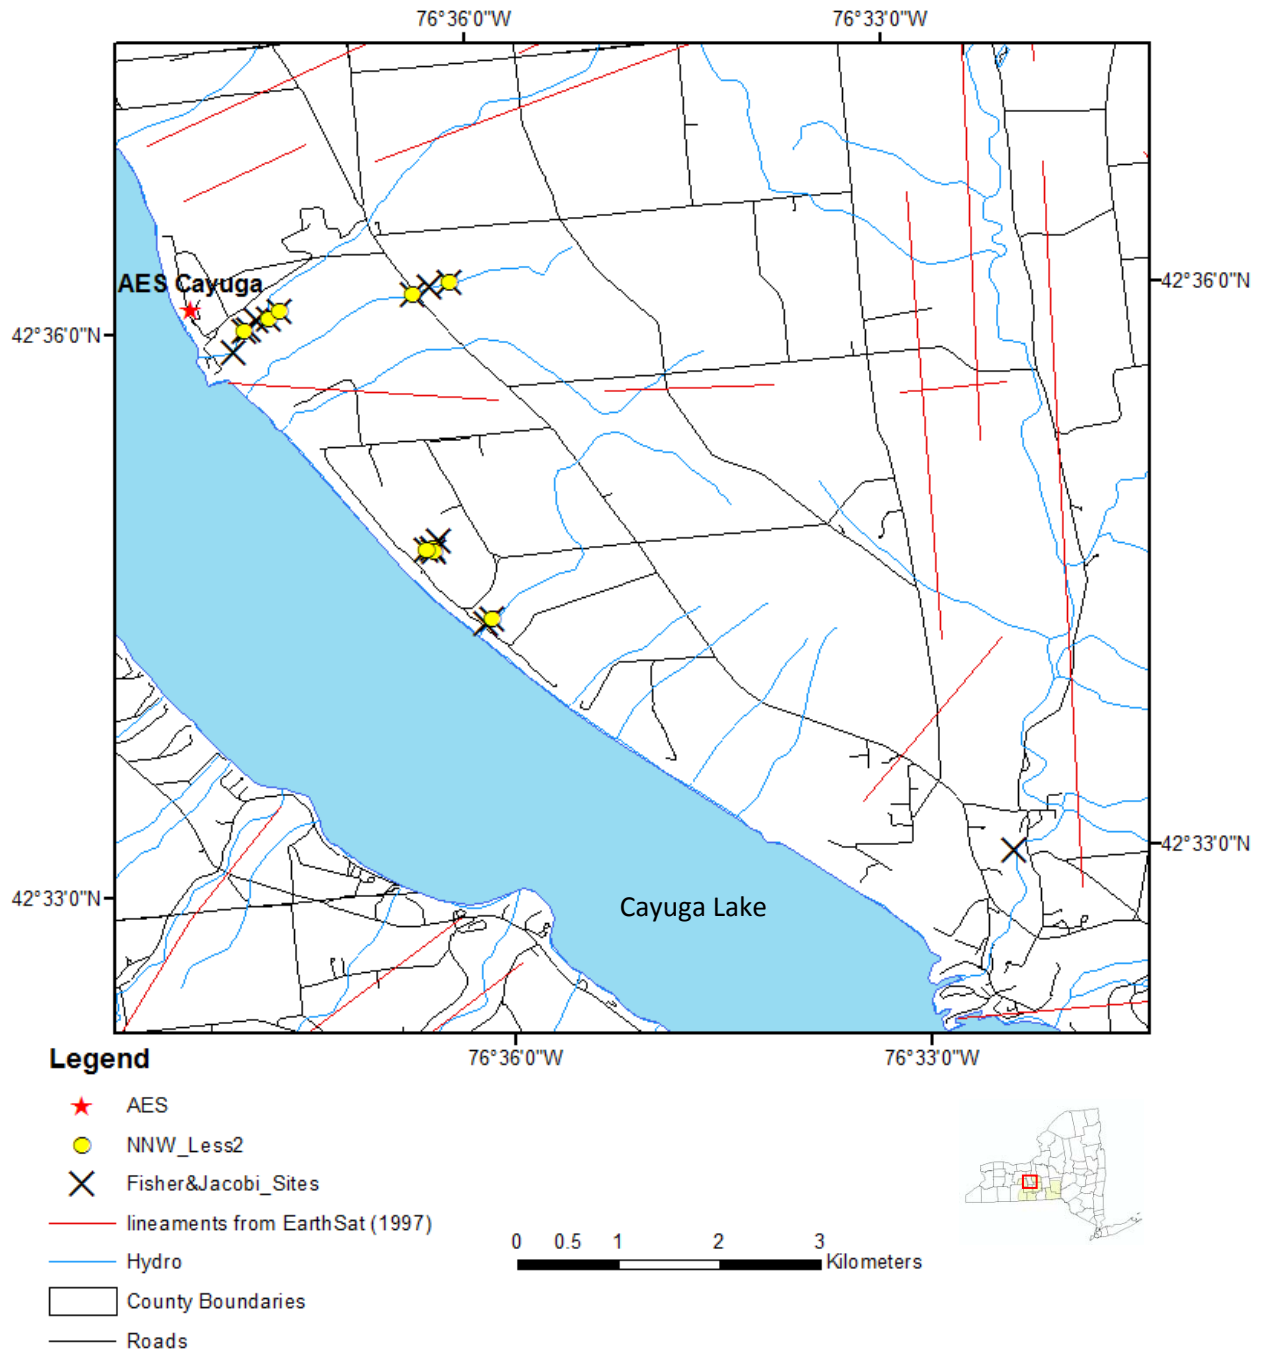 76°36'0"W 76°33'0"W
AES Cayuga
42°36'0"N
42°36'0"N
42°33'0"N
42°33'0"N
Cayuga Lake
76°36'0"W 76°33'0"W
Legend
AES
NNW_Less2
Fisher&Jacobi_Sites
lineaments from EarthSat (1997)
Hydro
County Boundaries
Roads
0 0.5 1 2 3
Kilometers